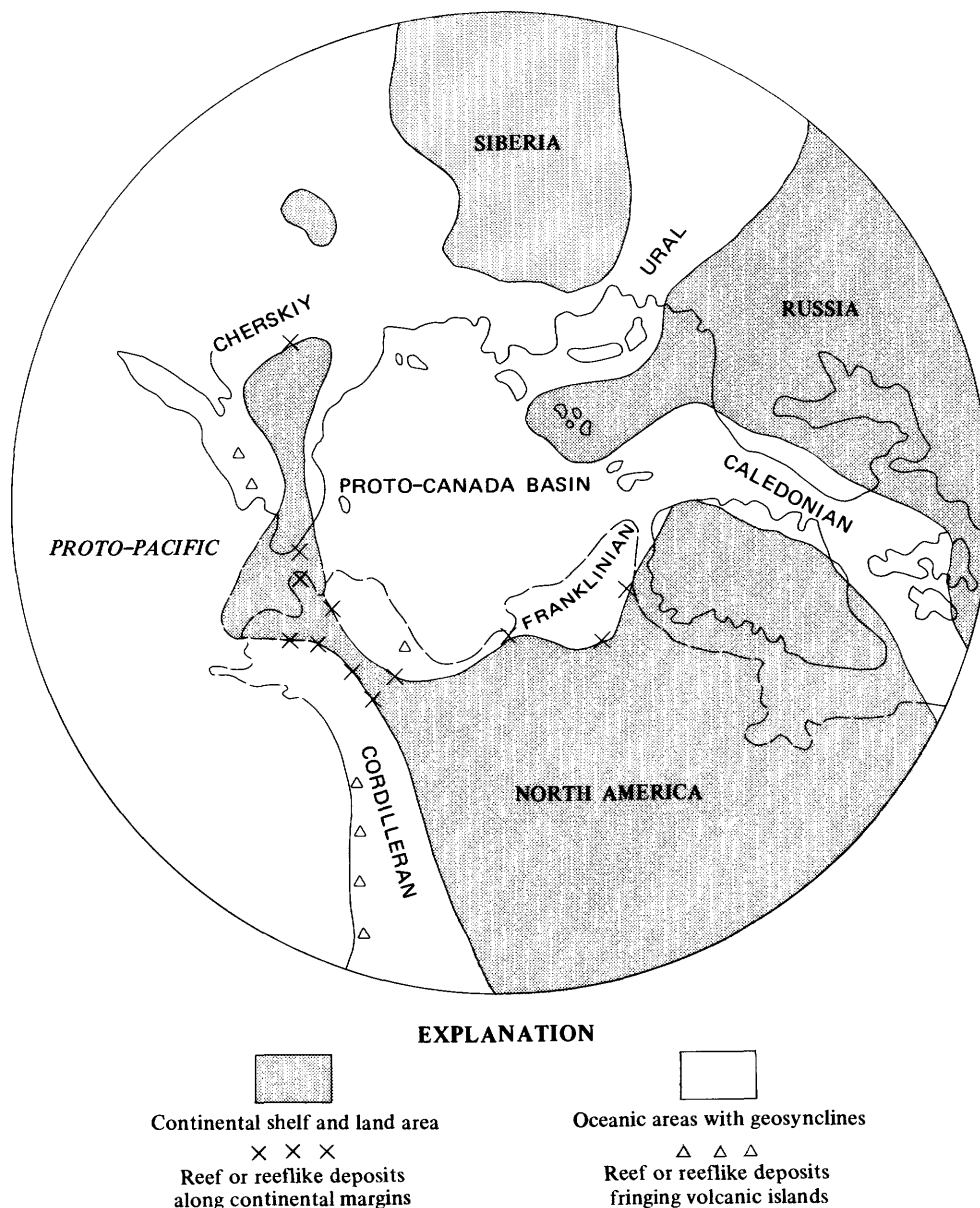 SIBERIA
URAL
RUSSIA
CHERSKIY
PROTO-CANADA BASIN
CALEDONIAN
PROTO-PACIFIC
FRANKLINIAN
CORDILLERAN
NORTH AMERICA
EXPLANATION
Continental shelf and land area
Reef or reeflike deposits
along continental margins
Oceanic areas with geosynclines
Reef or reeflike deposits
fringing volcanic islands